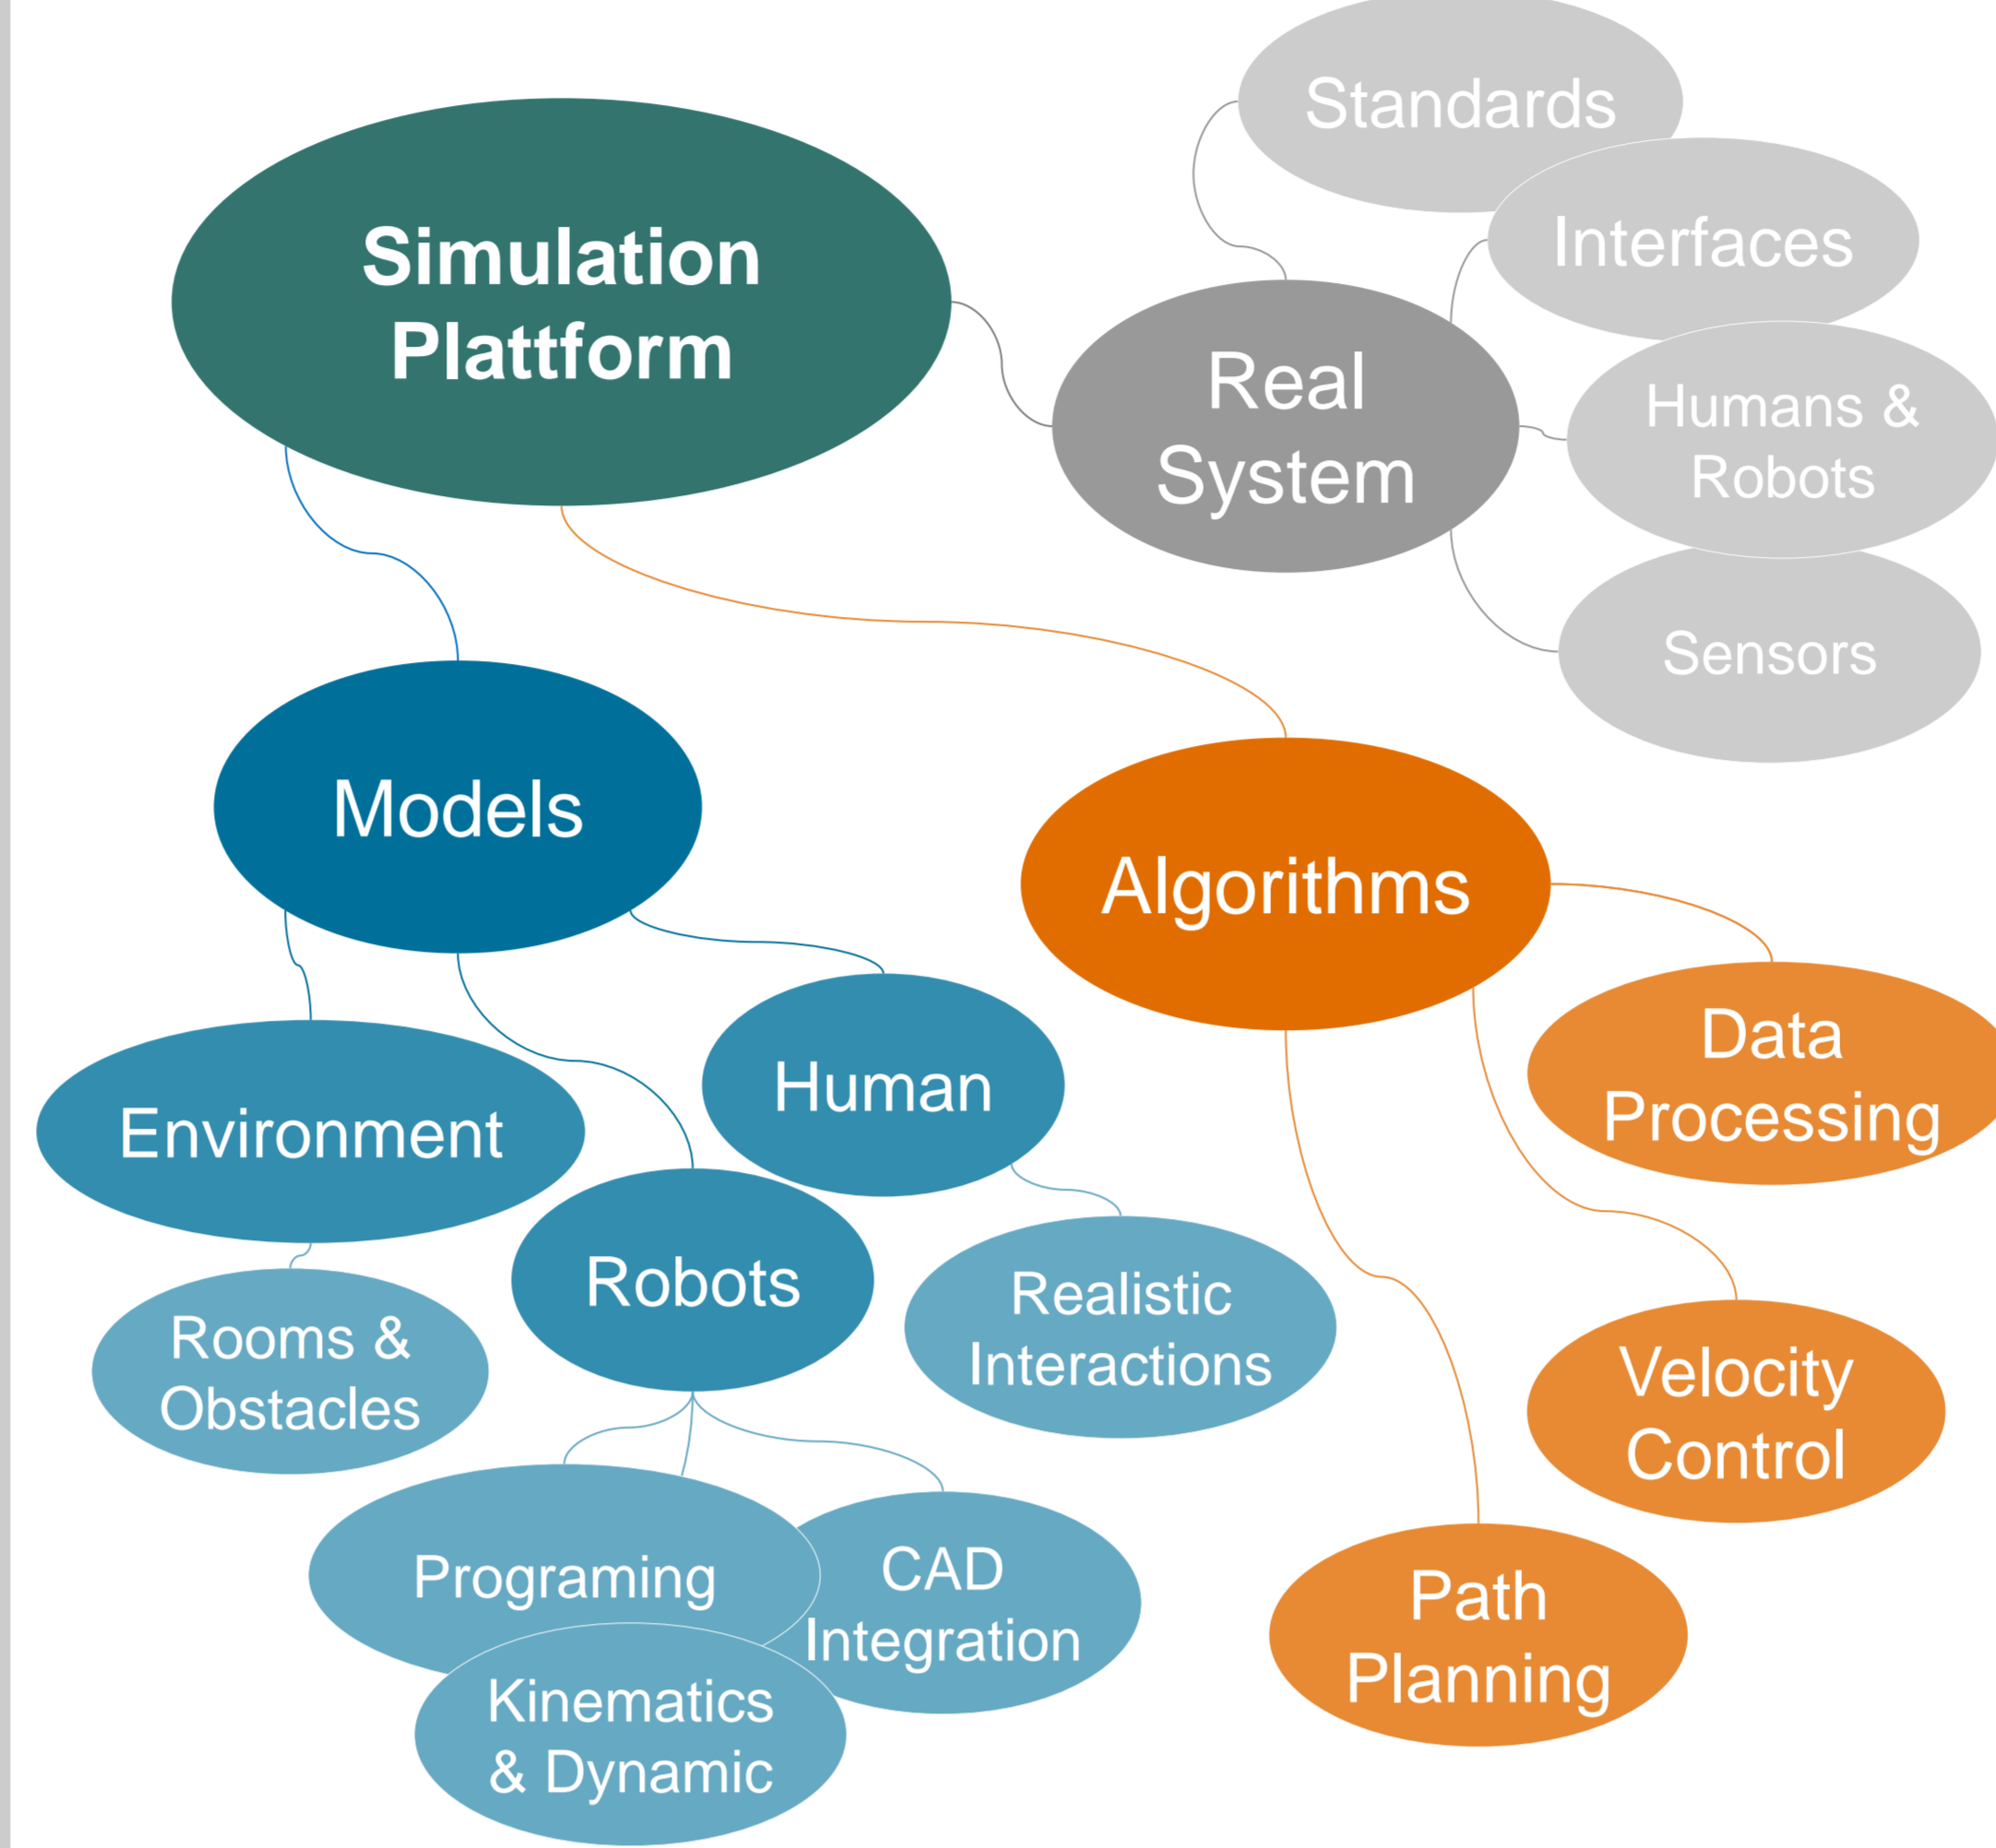 Simulation
Plattform
Standards
Interfaces
Real
System
Humans &
Robots
Sensors
Models
Algorithms
Environment
Human
Robots
Data
Processing
Rooms &
Obstacles
Realistic
Interactions
Velocity
Control
Programing
CAD
Integration
Kinematics
& Dynamic
Path
Planning